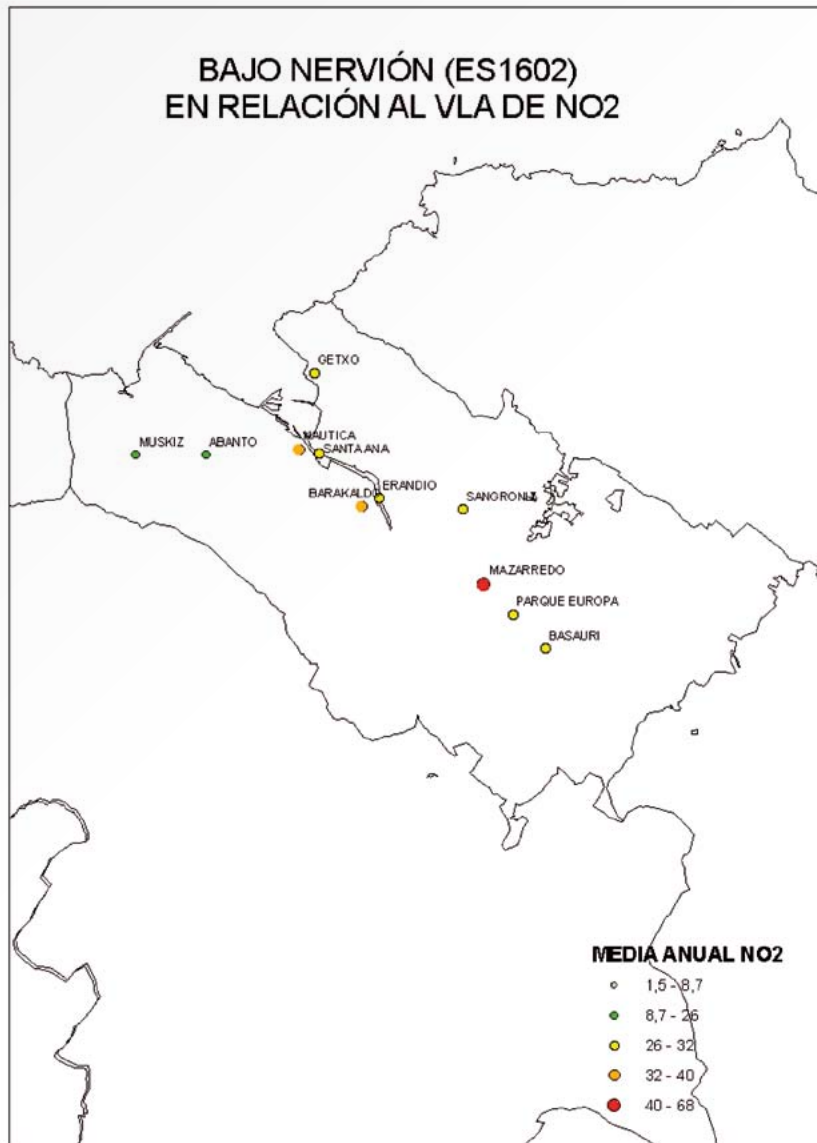 BAJO NERVIÓN (ES1602)
EN RELACIÓN AL VLA DE NO2
GETXO
NAUTICA
MUSKIZ
ABANTO
SANTA ANA
ERANDIO
BARAKALDO
SANGRONIZ
MAZARREDO
PARQUE EUROPA
BASAURI
MEDIA ANUAL NO2
1,5 - 8,7
8,7 - 26
26 - 32
32 - 40
40 - 68